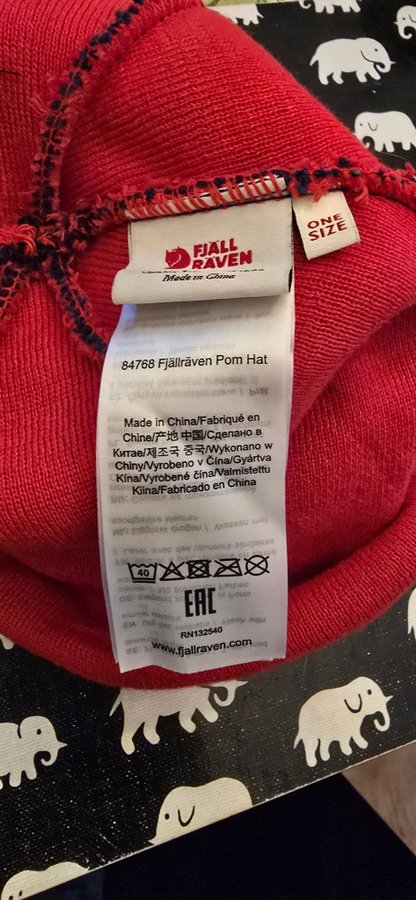 FJÄLL
RÄVEN
Made in China
ONE
SIZE
84768 Fjällräven Pom Hat
Made in China/Fabriqué en
Chine/产地 中国/Сделано в
Китае/제조국 중국/Wykonano w
Chiny/Vyrobeno v Čína/Gyártva
Kína/Vyrobené čína/Valmistettu
Kiina/Fabricado en China
40
EAC
RN132540
www.fjallraven.com